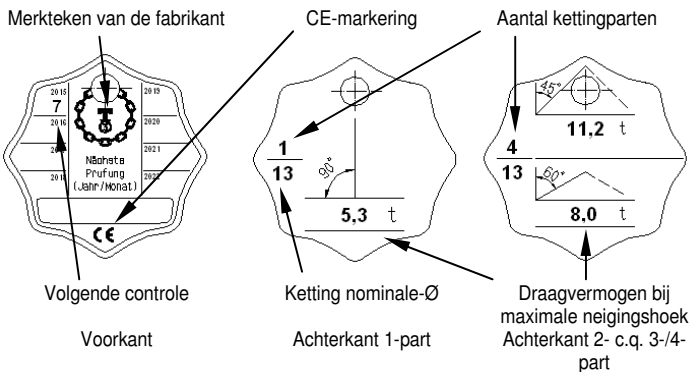 Merkteken van de fabrikant
CE-markering
Aantal kettingparten
2015
7
2016
2019
2020
2021
Nächste
Prüfung
(Jahr/Monat)
CE
1
13
90°
5,3 t
4
13
45°
11,2 t
60°
8,0 t
Volgende controle
Ketting nominale-Ø
Draagvermogen bij
maximale neigingshoek
Voorkant
Achterkant 1-part
Achterkant 2- c.q. 3-/4-
part